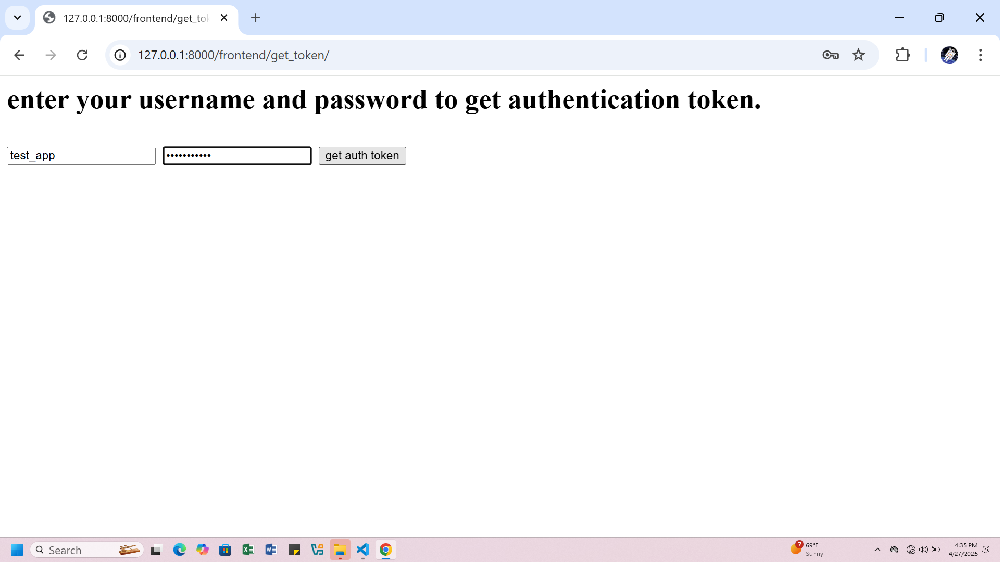 127.0.0.1:8000/frontend/get_tok
127.0.0.1:8000/frontend/get_token/
enter your username and password to get authentication token.
test_app ••••••••••• get auth token
Search
7
69°F
Sunny
4:35 PM
4/27/2025